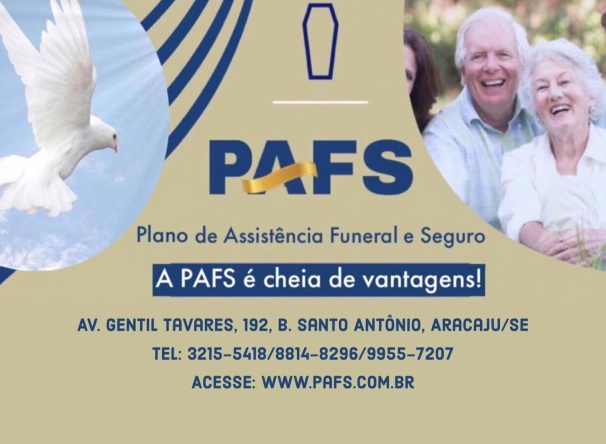 PAFS
Plano de Assistência Funeral e Seguro
A PAFS é cheia de vantagens!
AV. GENTIL TAVARES, 192, B. SANTO ANTÔNIO, ARACAJU/SE
TEL: 3215-5418/8814-8296/9955-7207
ACESSE: WWW.PAFS.COM.BR